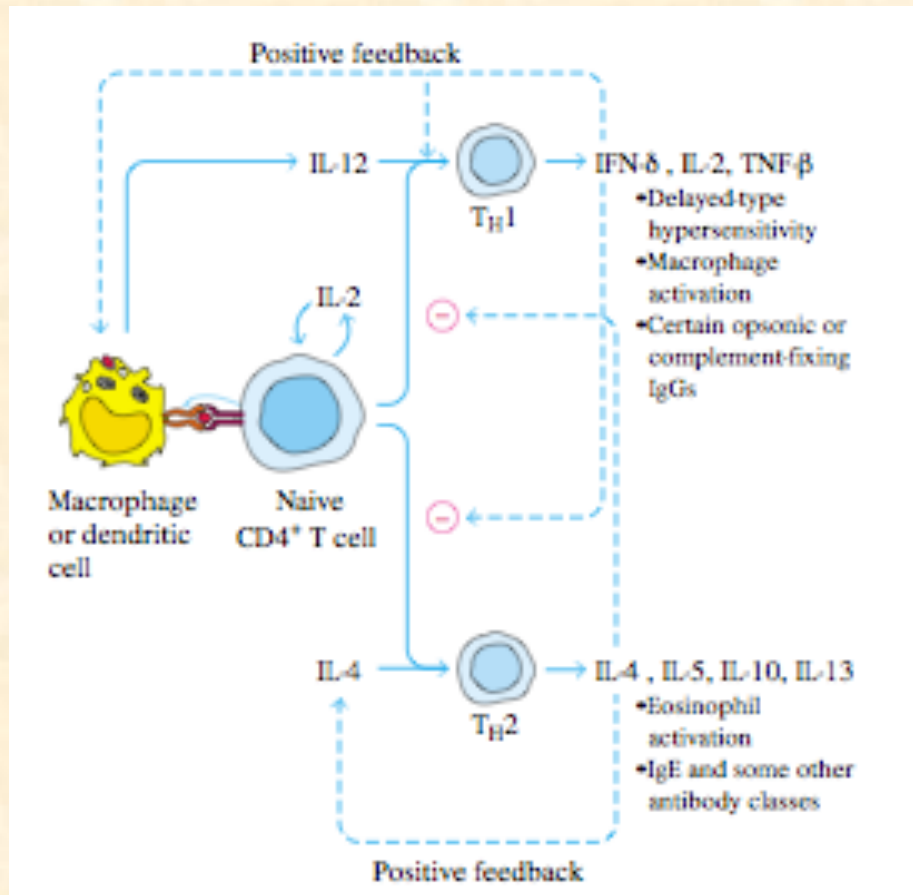 Positive feedback
IL-12
T_H1
IFN-δ , IL-2, TNF-β
Delayed-type
hypersensitivity
Macrophage
activation
Certain opsonic or
complement-fixing
IgGs
IL-2
−
Macrophage
or dendritic
cell
Naive
CD4⁺ T cell
−
IL-4
T_H2
IL-4 , IL-5, IL-10, IL-13
Eosinophil
activation
IgE and some other
antibody classes
Positive feedback